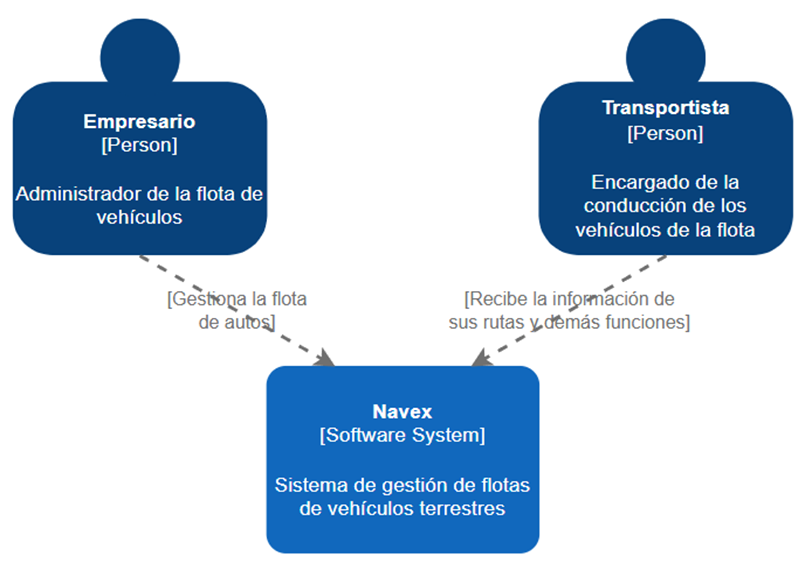 Empresario
[Person]
Administrador de la flota de
vehículos
Transportista
[Person]
Encargado de la
conducción de los
vehículos de la flota
[Gestiona la flota
de autos]
[Recibe la información de
sus rutas y demás funciones]
Navex
[Software System]
Sistema de gestión de flotas
de vehículos terrestres